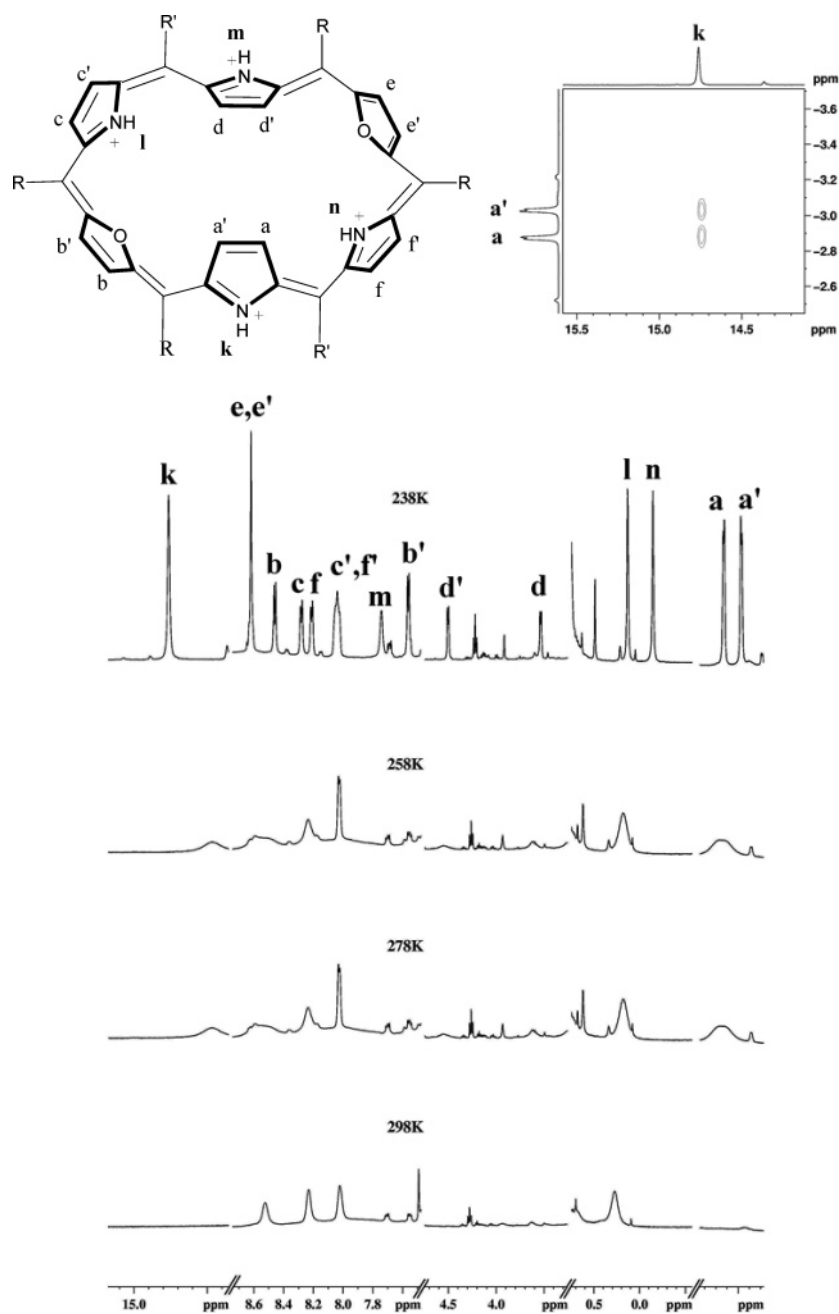 R'
m
R
H
+
N
c'
e
c
d
d'
e'
NH
O
+
l
R
R
n
+
O
HN
b'
a'
a
f'
b
f
N
+
H
R
k
R'
k
ppm
-3.6
-3.4
-3.2
a'
-3.0
a
-2.8
-2.6
15.5
15.0
14.5
ppm
e,e'
k
l
n
238K
a
a'
b
c'
,f'
c
f
b'
d'
d
m
258K
278K
298K
15.0
ppm
8.6
8.2
8.0
7.8
ppm
4.5
4.0
ppm
0.5
0.0
ppm
ppm